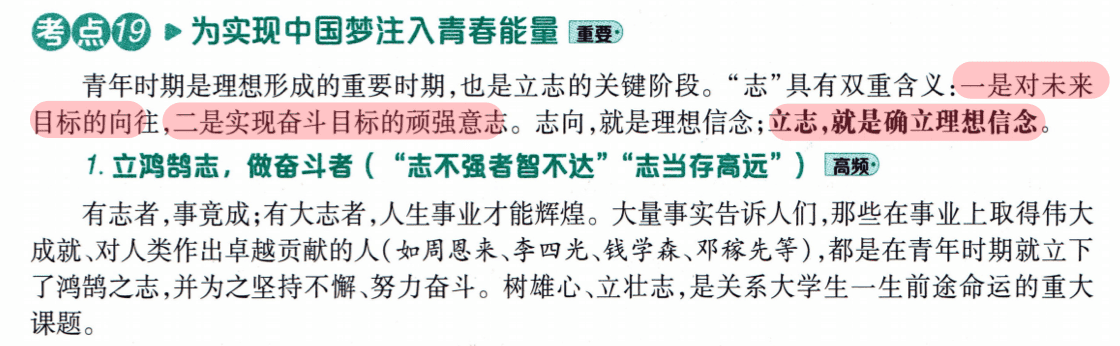 考点19 ▶ 为实现中国梦注入青春能量 重要
青年时期是理想形成的重要时期,也是立志的关键阶段。“志”具有双重含义:一是对未来
目标的向往,二是实现奋斗目标的顽强意志。志向,就是理想信念;立志,就是确立理想信念。
1. 立鸿鹄志，做奋斗者（“志不强者智不达”“志当存高远”） 高频
有志者,事竟成;有大志者,人生事业才能辉煌。大量事实告诉人们,那些在事业上取得伟大
成就、对人类作出卓越贡献的人(如周恩来、李四光、钱学森、邓稼先等),都是在青年时期就立下
了鸿鹄之志,并为之坚持不懈、努力奋斗。树雄心、立壮志,是关系大学生一生前途命运的重大
课题。